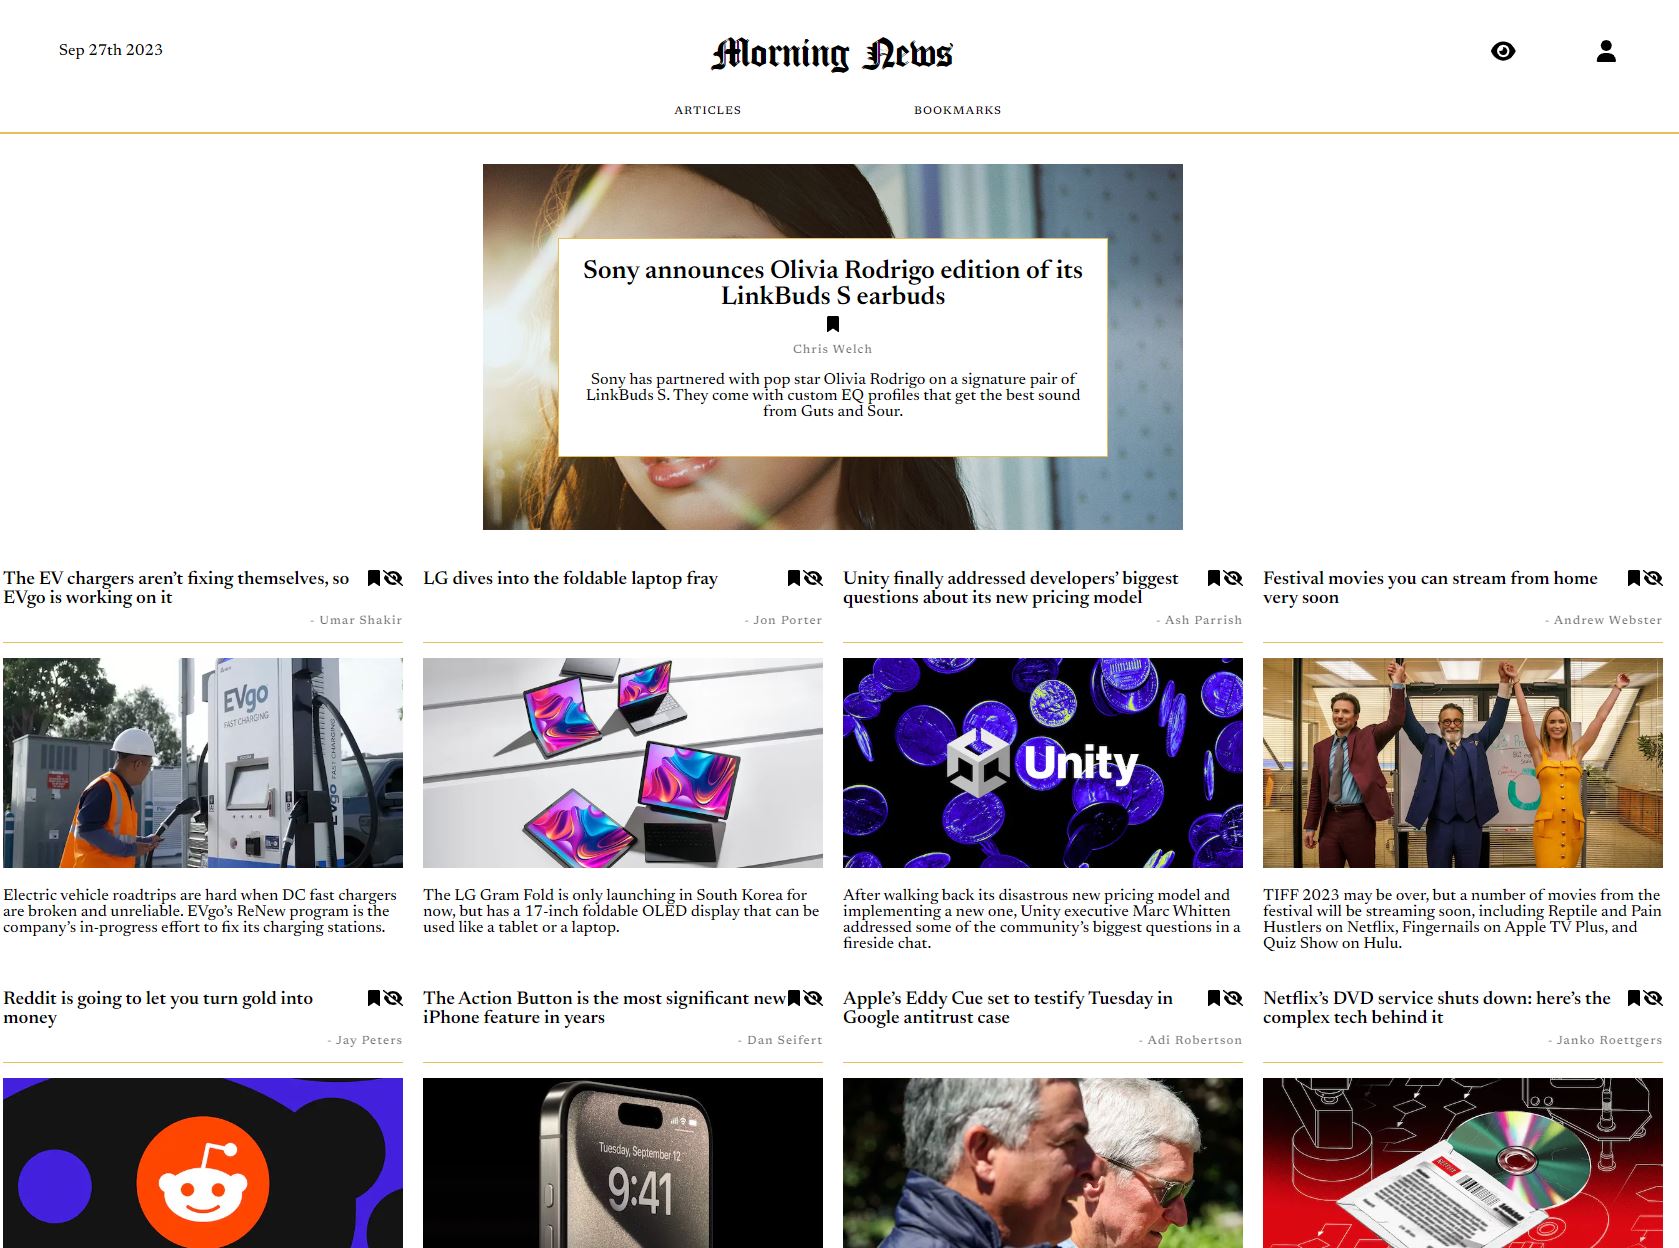 Sep 27th 2023
Morning News
ARTICLES
BOOKMARKS
Sony announces Olivia Rodrigo edition of its
LinkBuds S earbuds
Chris Welch
Sony has partnered with pop star Olivia Rodrigo on a signature pair of
LinkBuds S. They come with custom EQ profiles that get the best sound
from Guts and Sour.
The EV chargers aren’t fixing themselves, so
EVgo is working on it
- Umar Shakir
EVgo
FAST CHARGING
FAST CHARGING
EVgo
Electric vehicle roadtrips are hard when DC fast chargers
are broken and unreliable. EVgo’s ReNew program is the
company’s in-progress effort to fix its charging stations.
LG dives into the foldable laptop fray
- Jon Porter
The LG Gram Fold is only launching in South Korea for
now, but has a 17-inch foldable OLED display that can be
used like a tablet or a laptop.
Unity finally addressed developers’ biggest
questions about its new pricing model
- Ash Parrish
Unity
After walking back its disastrous new pricing model and
implementing a new one, Unity executive Marc Whitten
addressed some of the community’s biggest questions in a
fireside chat.
Festival movies you can stream from home
very soon
- Andrew Webster
TIFF 2023 may be over, but a number of movies from the
festival will be streaming soon, including Reptile and Pain
Hustlers on Netflix, Fingernails on Apple TV Plus, and
Quiz Show on Hulu.
Reddit is going to let you turn gold into
money
- Jay Peters
The Action Button is the most significant new
iPhone feature in years
- Dan Seifert
Tuesday, September 12
9:41
Apple’s Eddy Cue set to testify Tuesday in
Google antitrust case
- Adi Robertson
Netflix’s DVD service shuts down: here’s the
complex tech behind it
- Janko Roettgers
NETFLIX